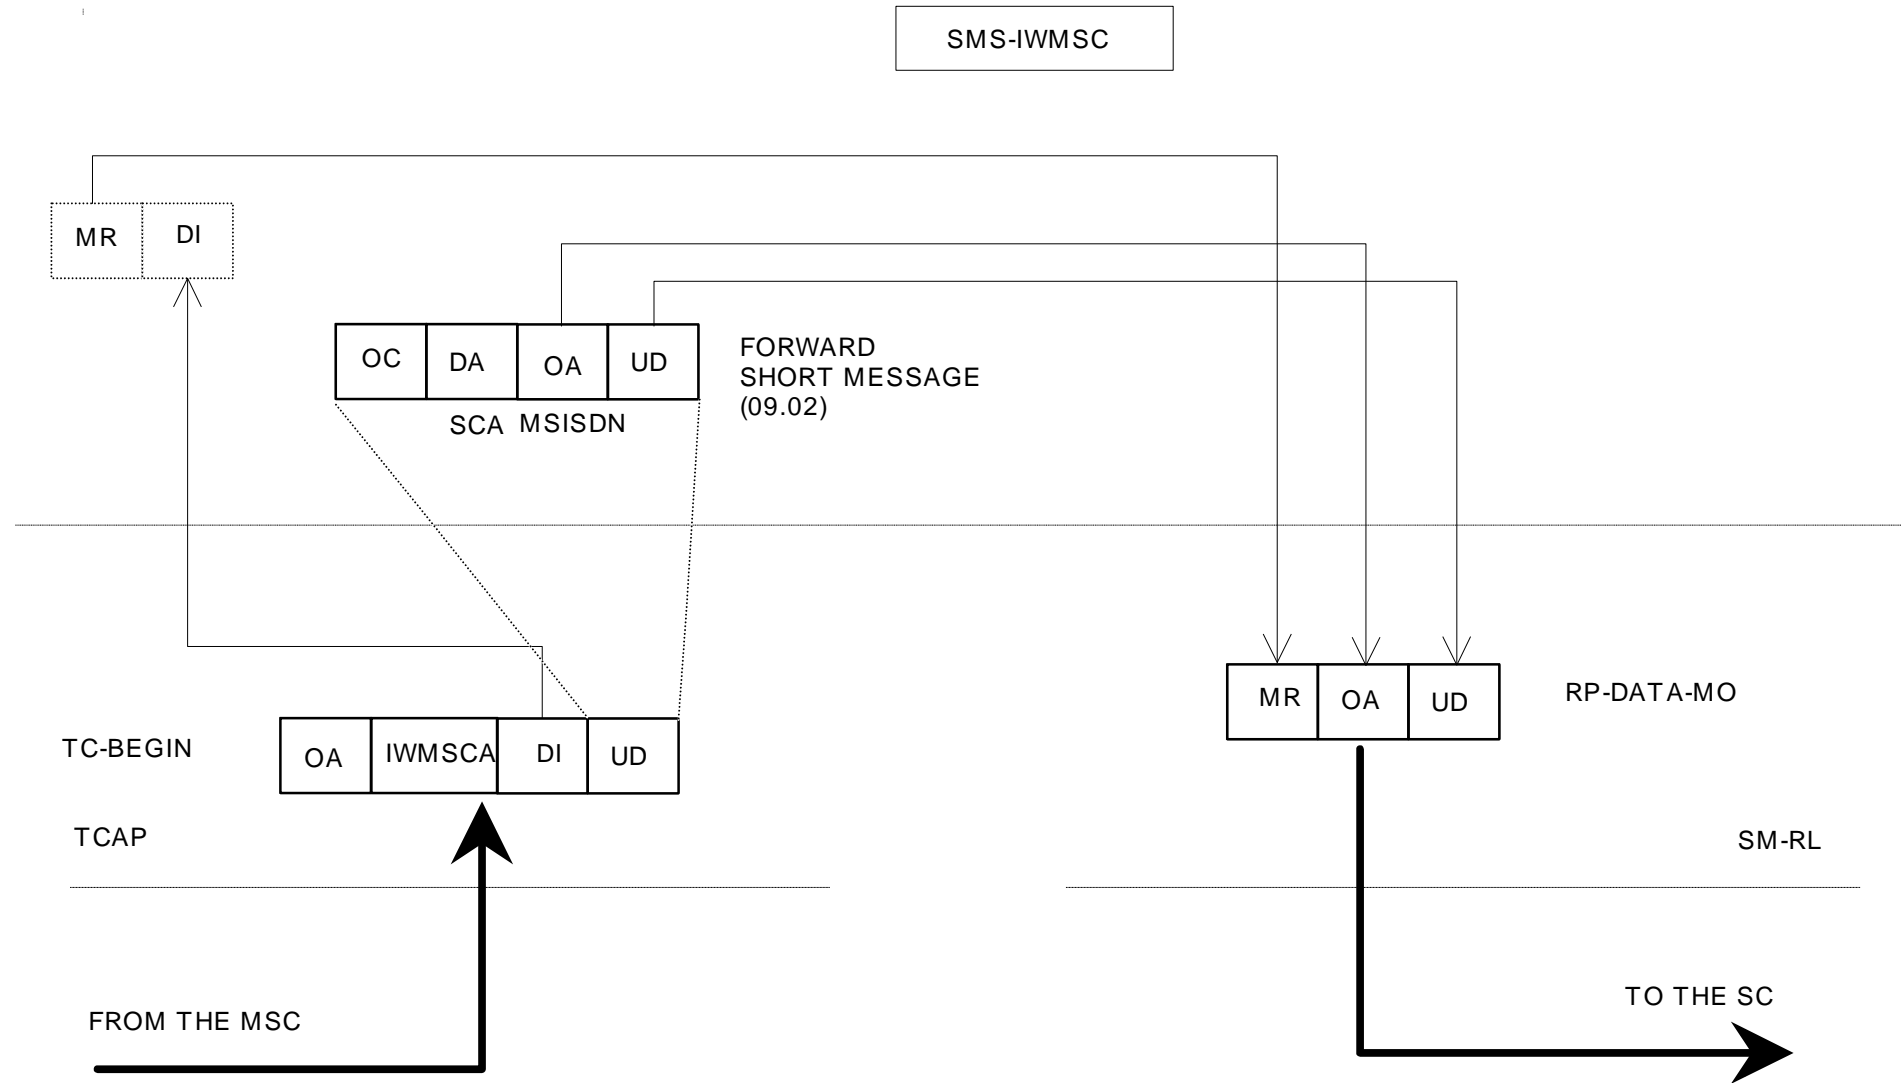 SMS-IWMSC
MR DI
OC DA OA UD
SCA MSISDN
FORWARD
SHORT MESSAGE
(09.02)
MR OA UD
RP-DATA-MO
TC-BEGIN
OA IWMSCA DI UD
TCAP
SM-RL
FROM THE MSC
TO THE SC